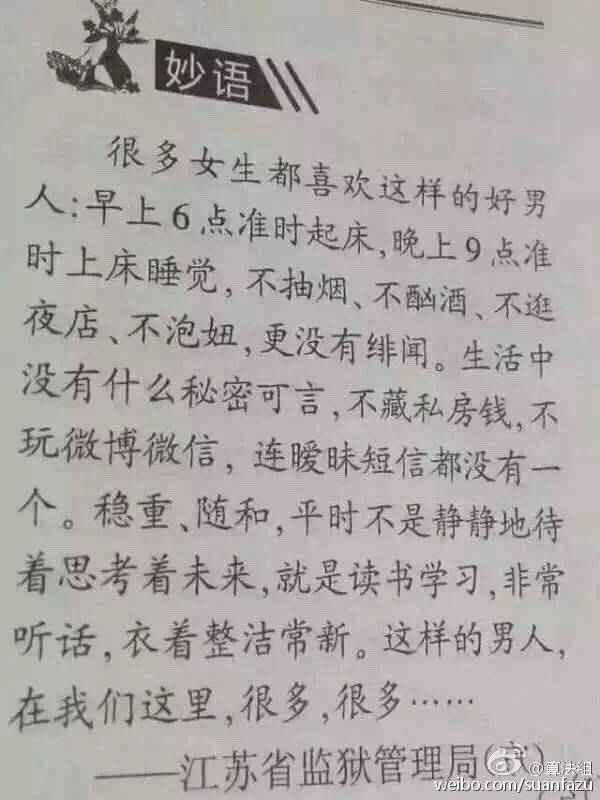 妙语
很多女生都喜欢这样的好男
人:早上6点准时起床,晚上9点准
时上床睡觉,不抽烟、不酗酒、不逛
夜店、不泡妞,更没有绯闻。生活中
没有什么秘密可言,不藏私房钱,不
玩微博微信,连暧昧短信都没有一
个。稳重、随和,平时不是静静地待
着思考着未来,就是读书学习,非常
听话,衣着整洁常新。这样的男人,
在我们这里,很多,很多……
——江苏省监狱管理局(宣)
@算法组
weibo.com/suanfazu